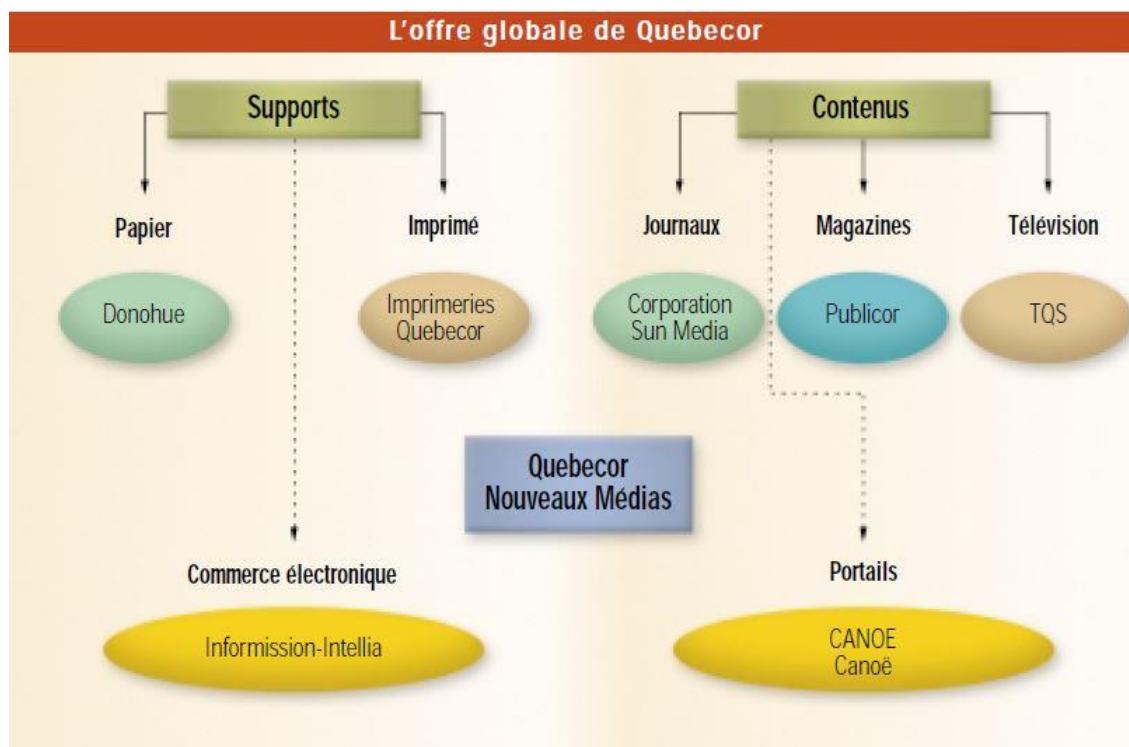 L'offre globale de Quebecor
Supports
Contenus
Papier
Imprimé
Journaux
Magazines
Télévision
Donohue
Imprimeries
Quebecor
Corporation
Sun Media
Publicor
TQS
Quebecor
Nouveaux Médias
Commerce électronique
Portails
Informission-Intellia
CANOE
Canoë